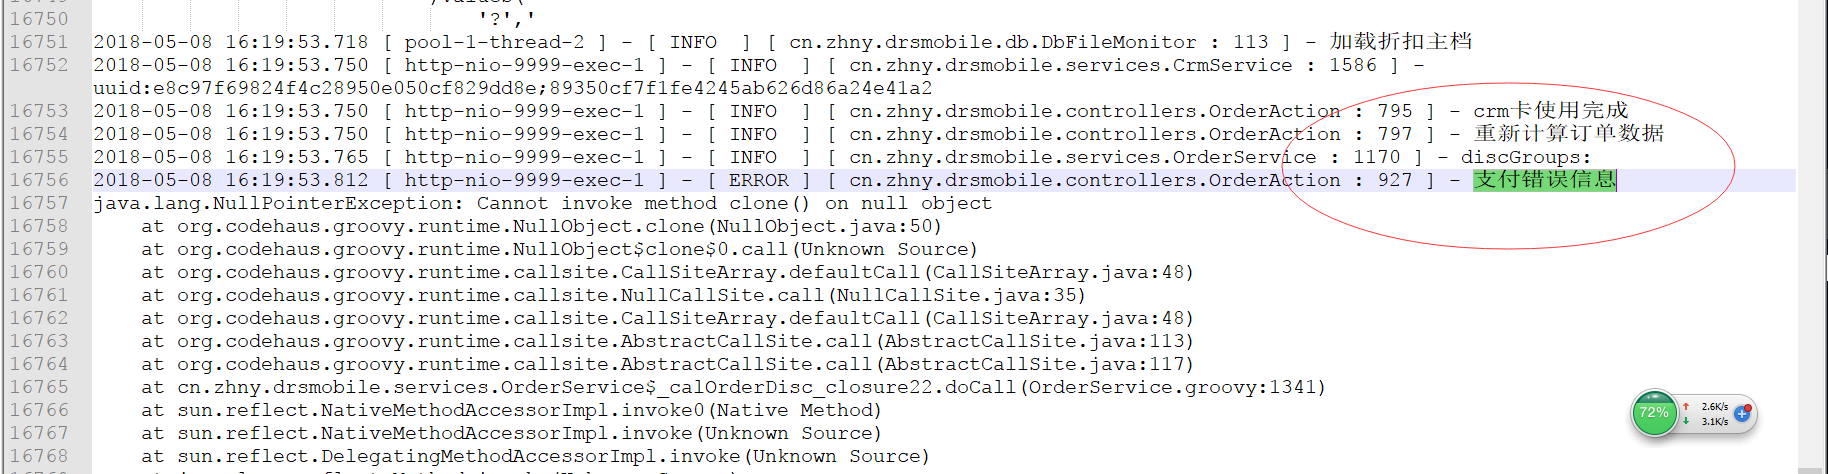 16750                                 '?','
16751 2018-05-08 16:19:53.718 [ pool-1-thread-2 ] - [ INFO  ] [ cn.zhny.drsmobile.db.DbFileMonitor : 113 ] - 加载折扣主档
16752 2018-05-08 16:19:53.750 [ http-nio-9999-exec-1 ] - [ INFO  ] [ cn.zhny.drsmobile.services.CrmService : 1586 ] -
uuid:e8c97f69824f4c28950e050cf829dd8e;89350cf7f1fe4245ab626d86a24e41a2
16753 2018-05-08 16:19:53.750 [ http-nio-9999-exec-1 ] - [ INFO  ] [ cn.zhny.drsmobile.controllers.OrderAction : 795 ] - crm卡使用完成
16754 2018-05-08 16:19:53.750 [ http-nio-9999-exec-1 ] - [ INFO  ] [ cn.zhny.drsmobile.controllers.OrderAction : 797 ] - 重新计算订单数据
16755 2018-05-08 16:19:53.765 [ http-nio-9999-exec-1 ] - [ INFO  ] [ cn.zhny.drsmobile.services.OrderService : 1170 ] - discGroups:
16756 2018-05-08 16:19:53.812 [ http-nio-9999-exec-1 ] - [ ERROR ] [ cn.zhny.drsmobile.controllers.OrderAction : 927 ] - 支付错误信息
16757 java.lang.NullPointerException: Cannot invoke method clone() on null object
16758     at org.codehaus.groovy.runtime.NullObject.clone(NullObject.java:50)
16759     at org.codehaus.groovy.runtime.NullObject$clone$0.call(Unknown Source)
16760     at org.codehaus.groovy.runtime.callsite.CallSiteArray.defaultCall(CallSiteArray.java:48)
16761     at org.codehaus.groovy.runtime.callsite.NullCallSite.call(NullCallSite.java:35)
16762     at org.codehaus.groovy.runtime.callsite.CallSiteArray.defaultCall(CallSiteArray.java:48)
16763     at org.codehaus.groovy.runtime.callsite.AbstractCallSite.call(AbstractCallSite.java:113)
16764     at org.codehaus.groovy.runtime.callsite.AbstractCallSite.call(AbstractCallSite.java:117)
16765     at cn.zhny.drsmobile.services.OrderService$_calOrderDisc_closure22.doCall(OrderService.groovy:1341)
16766     at sun.reflect.NativeMethodAccessorImpl.invoke0(Native Method)
16767     at sun.reflect.NativeMethodAccessorImpl.invoke(Unknown Source)
16768     at sun.reflect.DelegatingMethodAccessorImpl.invoke(Unknown Source)
72%
2.6K/s
3.1K/s